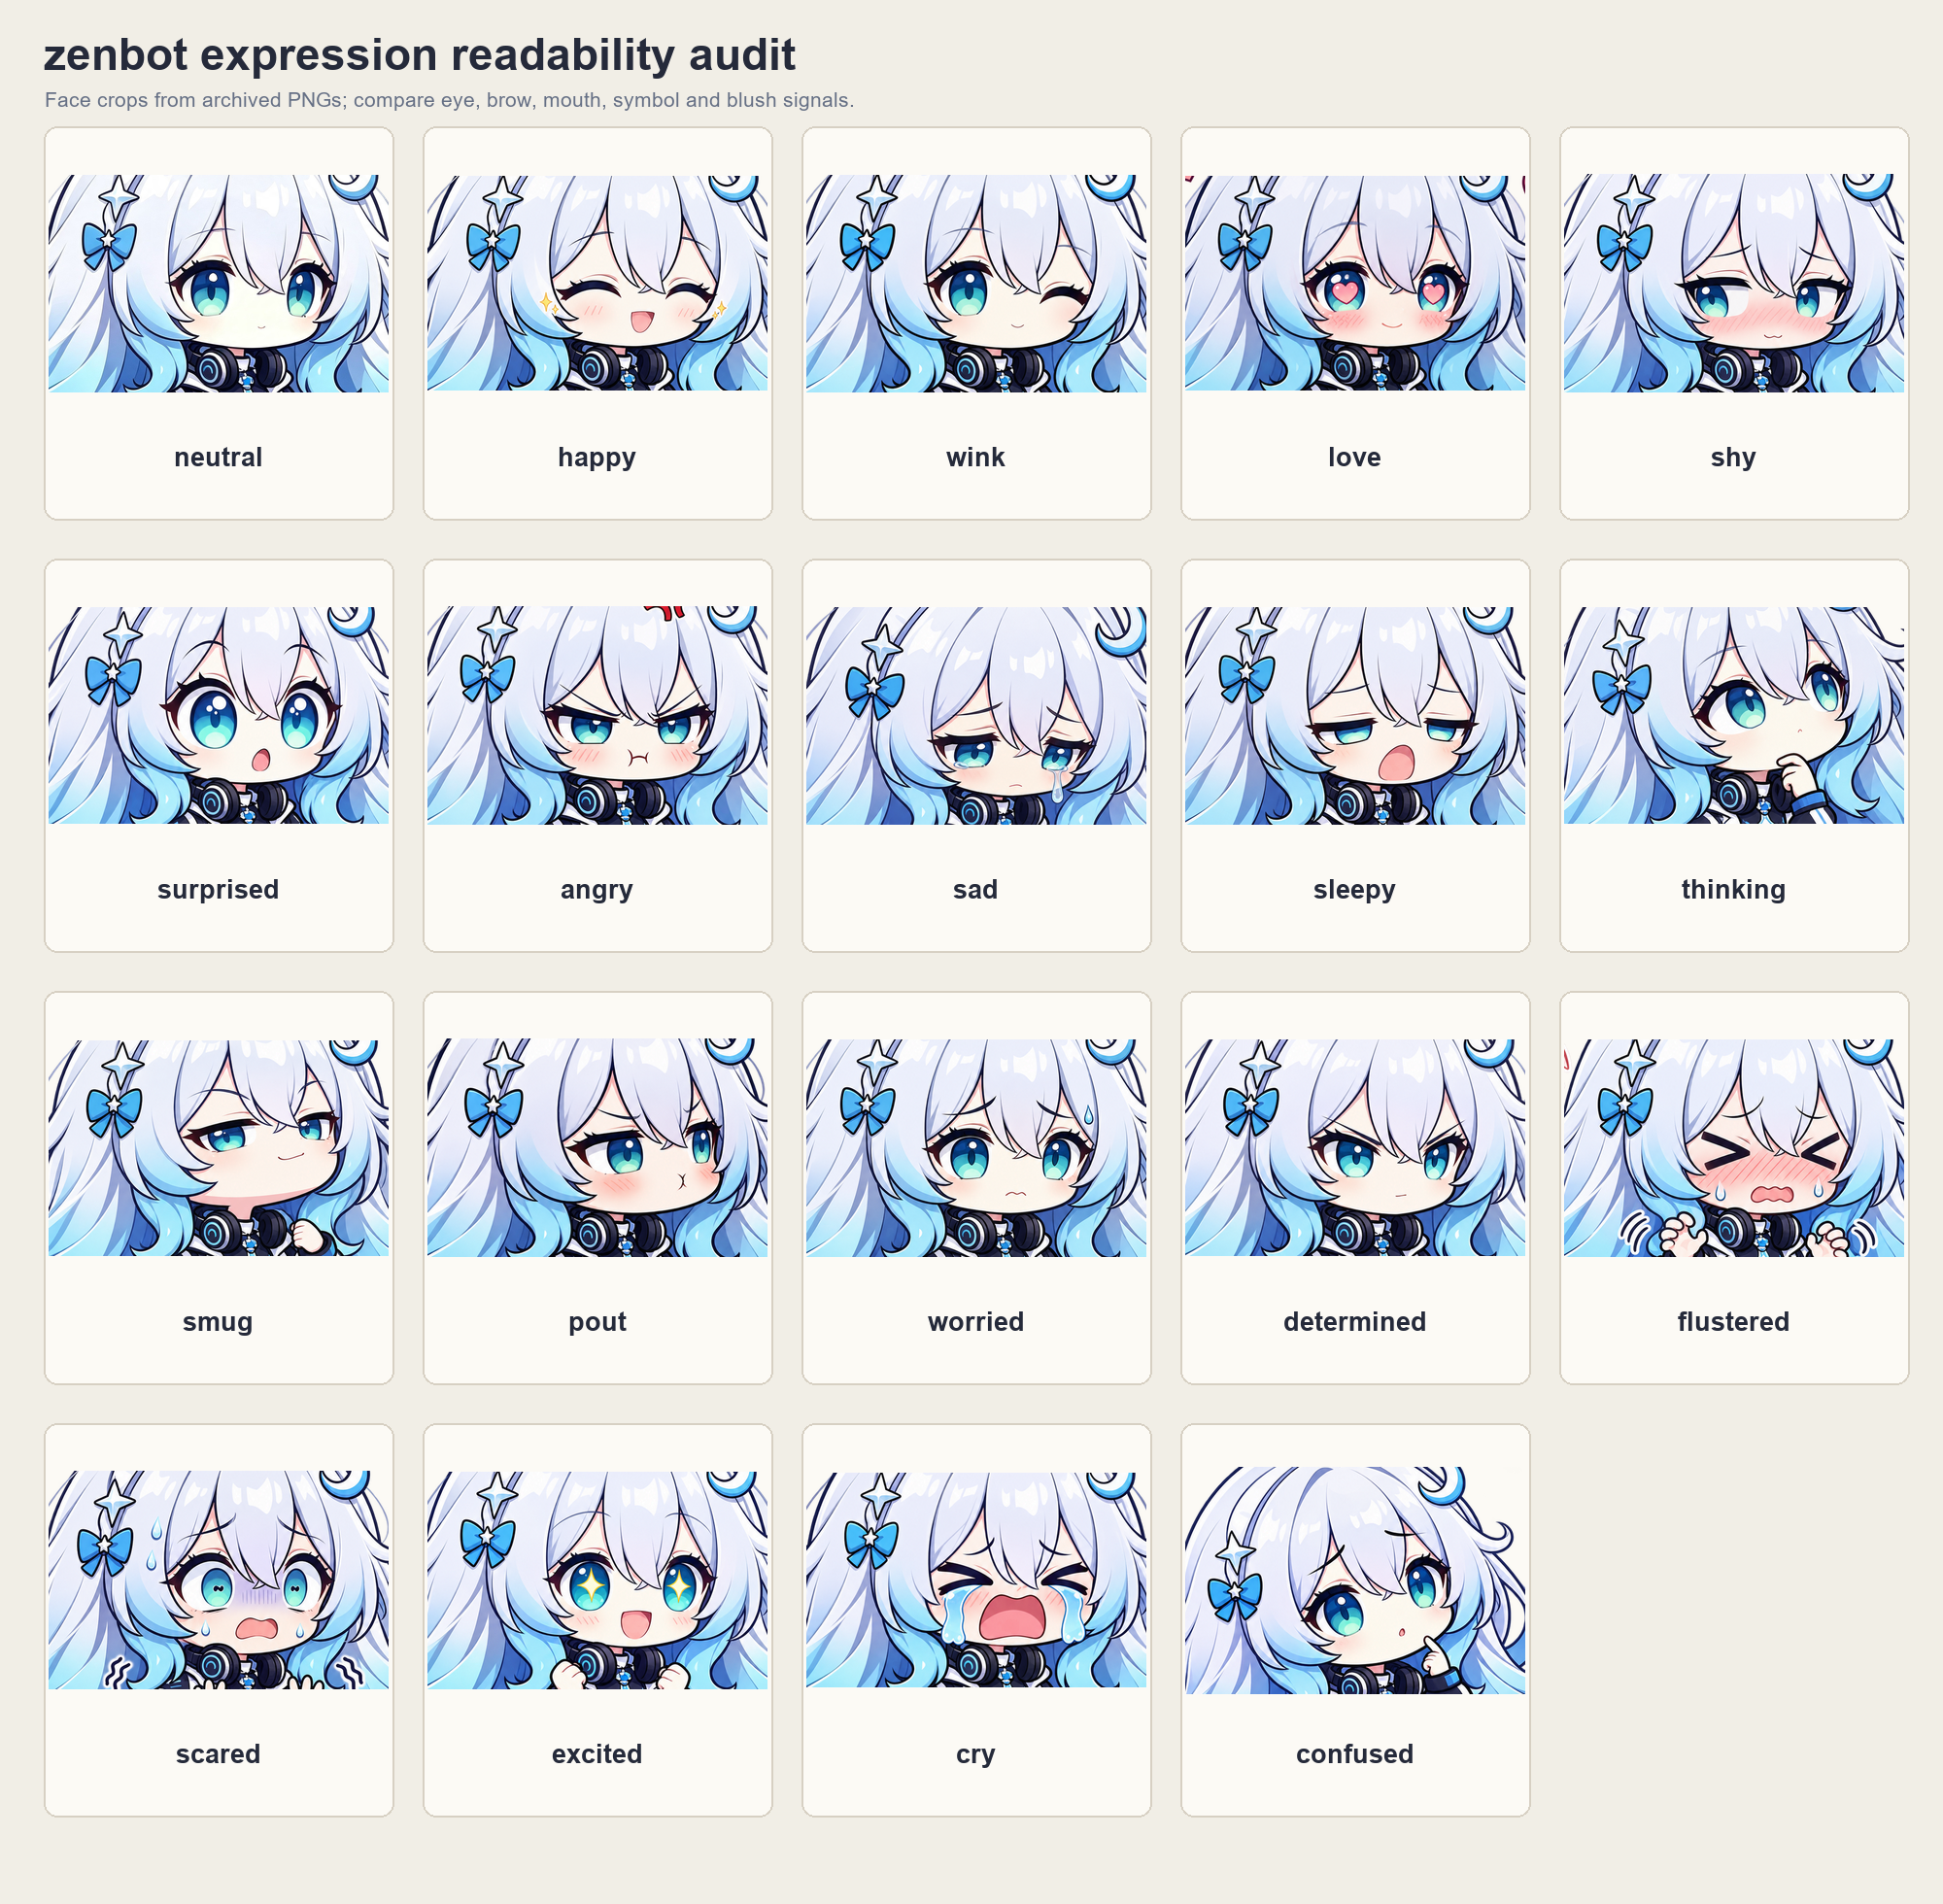 zenbot expression readability audit
Face crops from archived PNGs; compare eye, brow, mouth, symbol and blush signals.
neutral
happy
wink
love
shy
surprised
angry
sad
sleepy
thinking
smug
pout
worried
determined
flustered
scared
excited
cry
confused